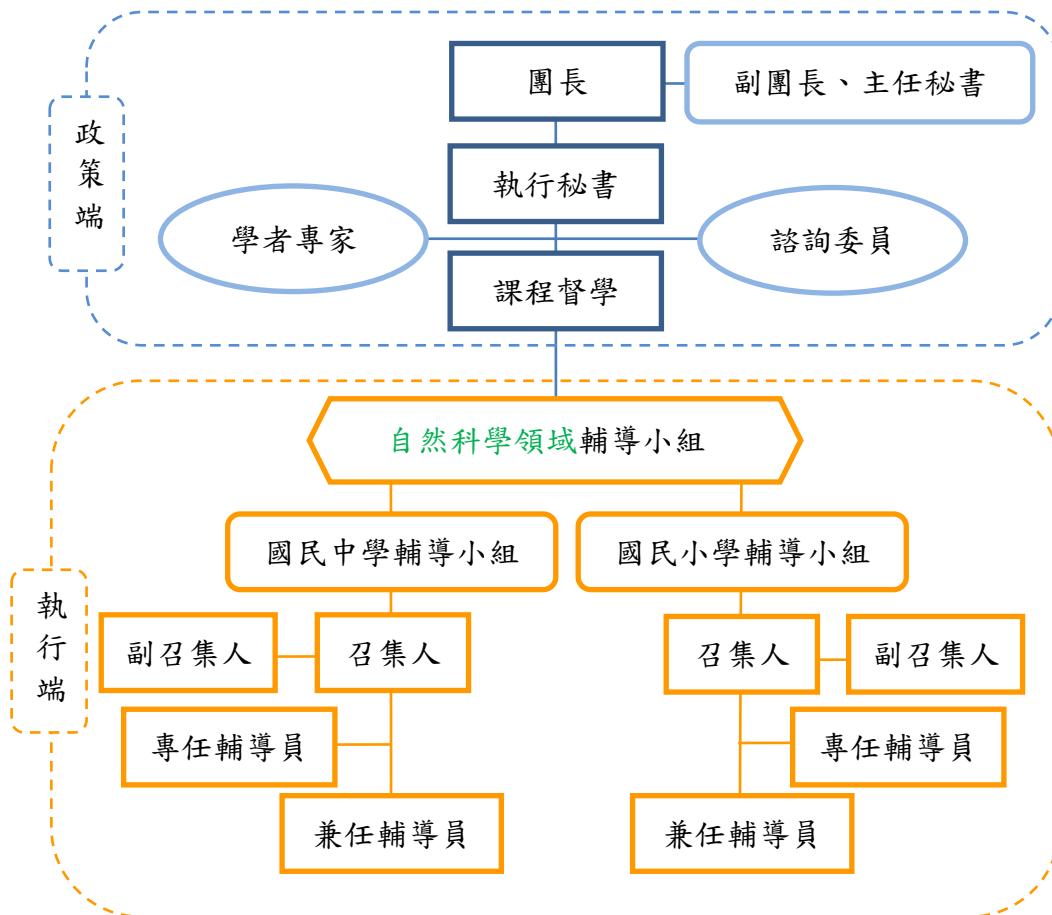 政策端
團長
副團長、主任秘書
執行秘書
學者專家
諮詢委員
課程督學
自然科學領域輔導小組
國民中學輔導小組
國民小學輔導小組
執行端
副召集人
召集人
召集人
副召集人
專任輔導員
專任輔導員
兼任輔導員
兼任輔導員